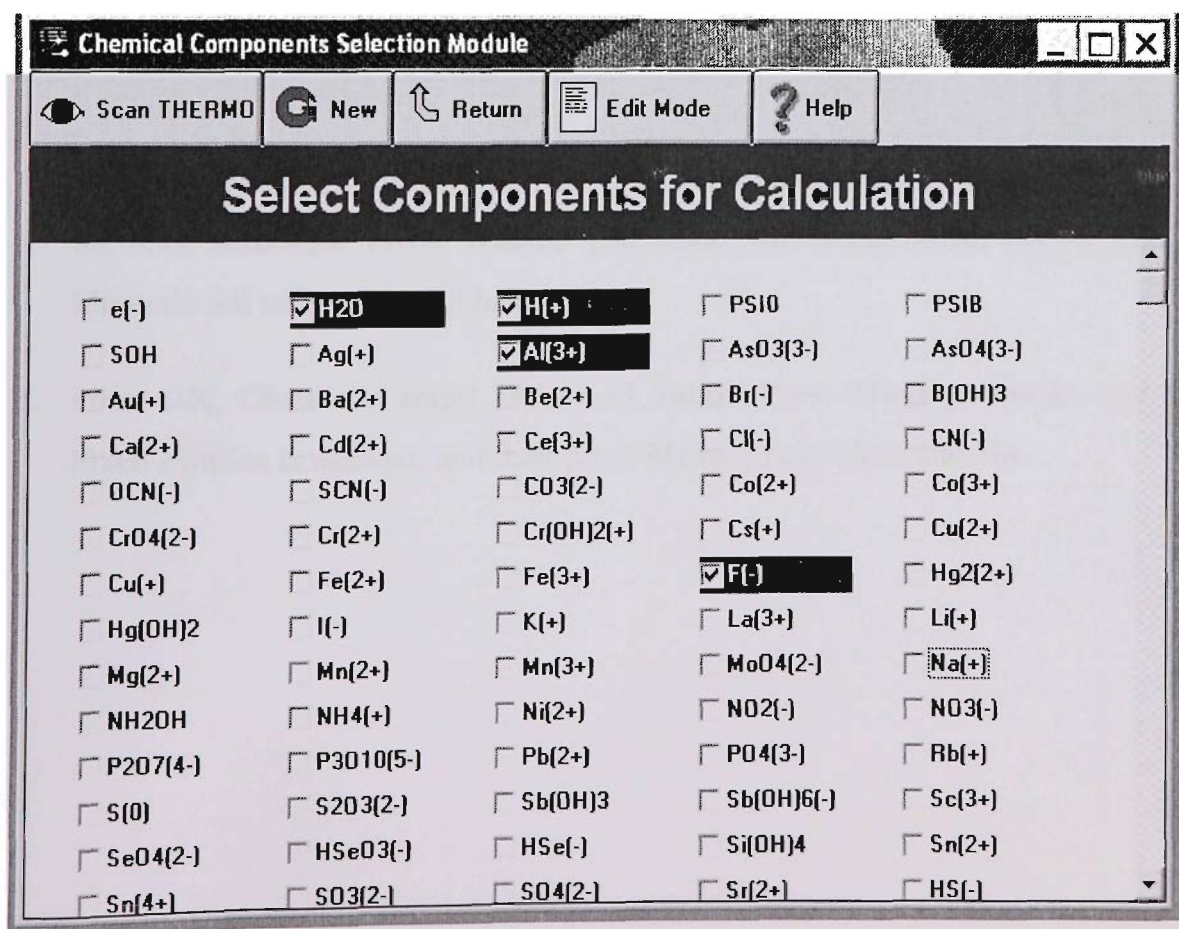 Chemical Components Selection Module
Scan THERMO New Return Edit Mode Help
Select Components for Calculation
e(-) H2O H(+) PSI0 PSIB
SOH Ag(+) Al(3+) AsO3(3-) AsO4(3-)
Au(+) Ba(2+) Be(2+) Br(-) B(OH)3
Ca(2+) Cd(2+) Ce(3+) Cl(-) CN(-)
OCN(-) SCN(-) CO3(2-) Co(2+) Co(3+)
CrO4(2-) Cr(2+) Cr(OH)2(+) Cs(+) Cu(2+)
Cu(+) Fe(2+) Fe(3+) F(-) Hg2(2+)
Hg(OH)2 I(-) K(+) La(3+) Li(+)
Mg(2+) Mn(2+) Mn(3+) MoO4(2-) Na(+)
NH2OH NH4(+) Ni(2+) NO2(-) NO3(-)
P2O7(4-) P3O10(5-) Pb(2+) PO4(3-) Rb(+)
S(0) S2O3(2-) Sb(OH)3 Sb(OH)6(-) Sc(3+)
SeO4(2-) HSeO3(-) HSe(-) Si(OH)4 Sn(2+)
Sn(4+) SO3(2-) SO4(2-) Sr(2+) HS(-)